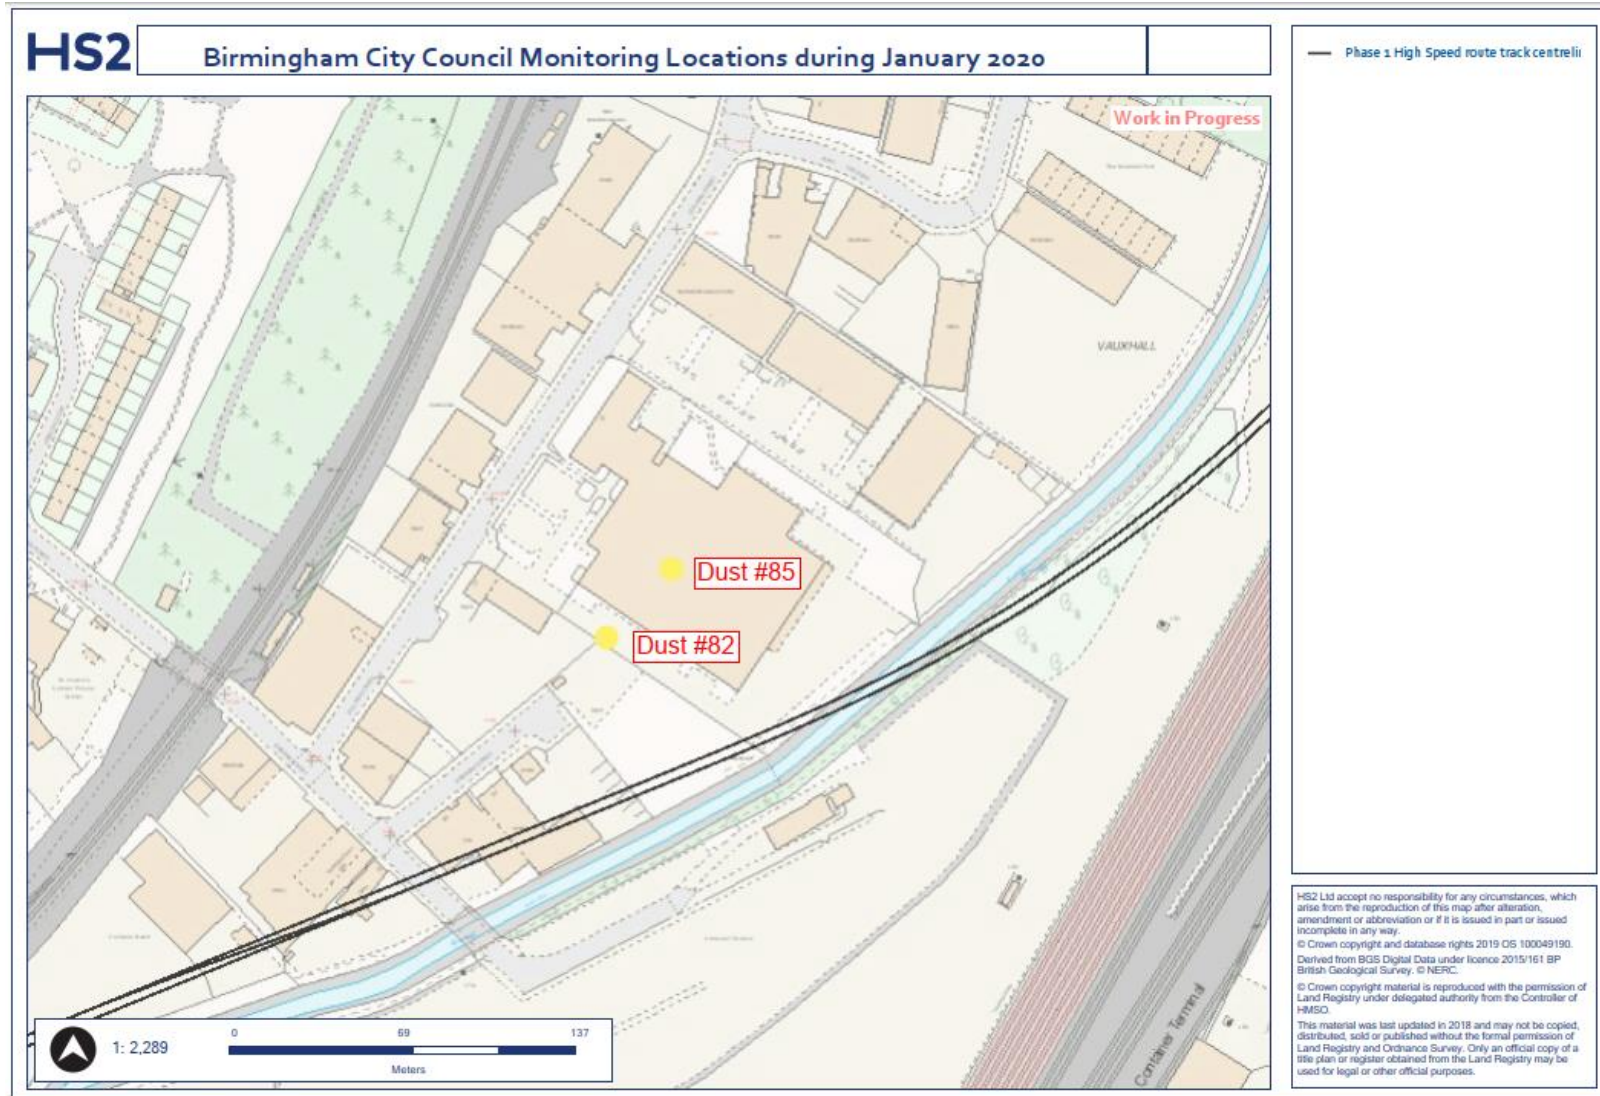 HS2
Birmingham City Council Monitoring Locations during January 2020
Phase 1 High Speed route track centreli
Work in Progress
VAUXHALL
Dust #85
Dust #82
Container Terminal
1: 2,289
0 69 137
Meters
HS2 Ltd accept no responsibility for any circumstances, which
arise from the reproduction of this map after alteration,
amendment or abbreviation or if it is issued in part or issued
incomplete in any way.
© Crown copyright and database rights 2019 OS 100049190.
Derived from BGS Digital Data under licence 2015/161 BP
British Geological Survey. © NERC.
© Crown copyright material is reproduced with the permission of
Land Registry under delegated authority from the Controller of
HMSO.
This material was last updated in 2018 and may not be copied,
distributed, sold or published without the formal permission of
Land Registry and Ordnance Survey. Only an official copy of a
title plan or register obtained from the Land Registry may be
used for legal or other official purposes.